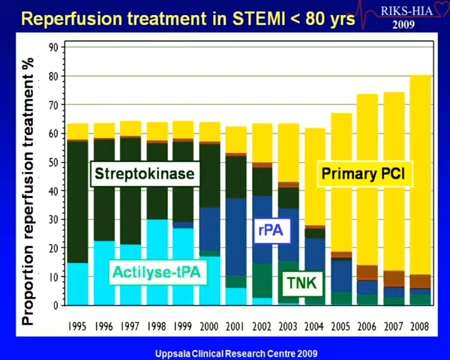 Reperfusion treatment in STEMI < 80 yrs
RIKS-HIA
2009
Proportion reperfusion treatment %
90
80
70
60
50
40
30
20
10
0
Streptokinase
Primary PCI
rPA
Actilyse-tPA
TNK
1995 1996 1997 1998 1999 2000 2001 2002 2003 2004 2005 2006 2007 2008
Uppsala Clinical Research Centre 2009